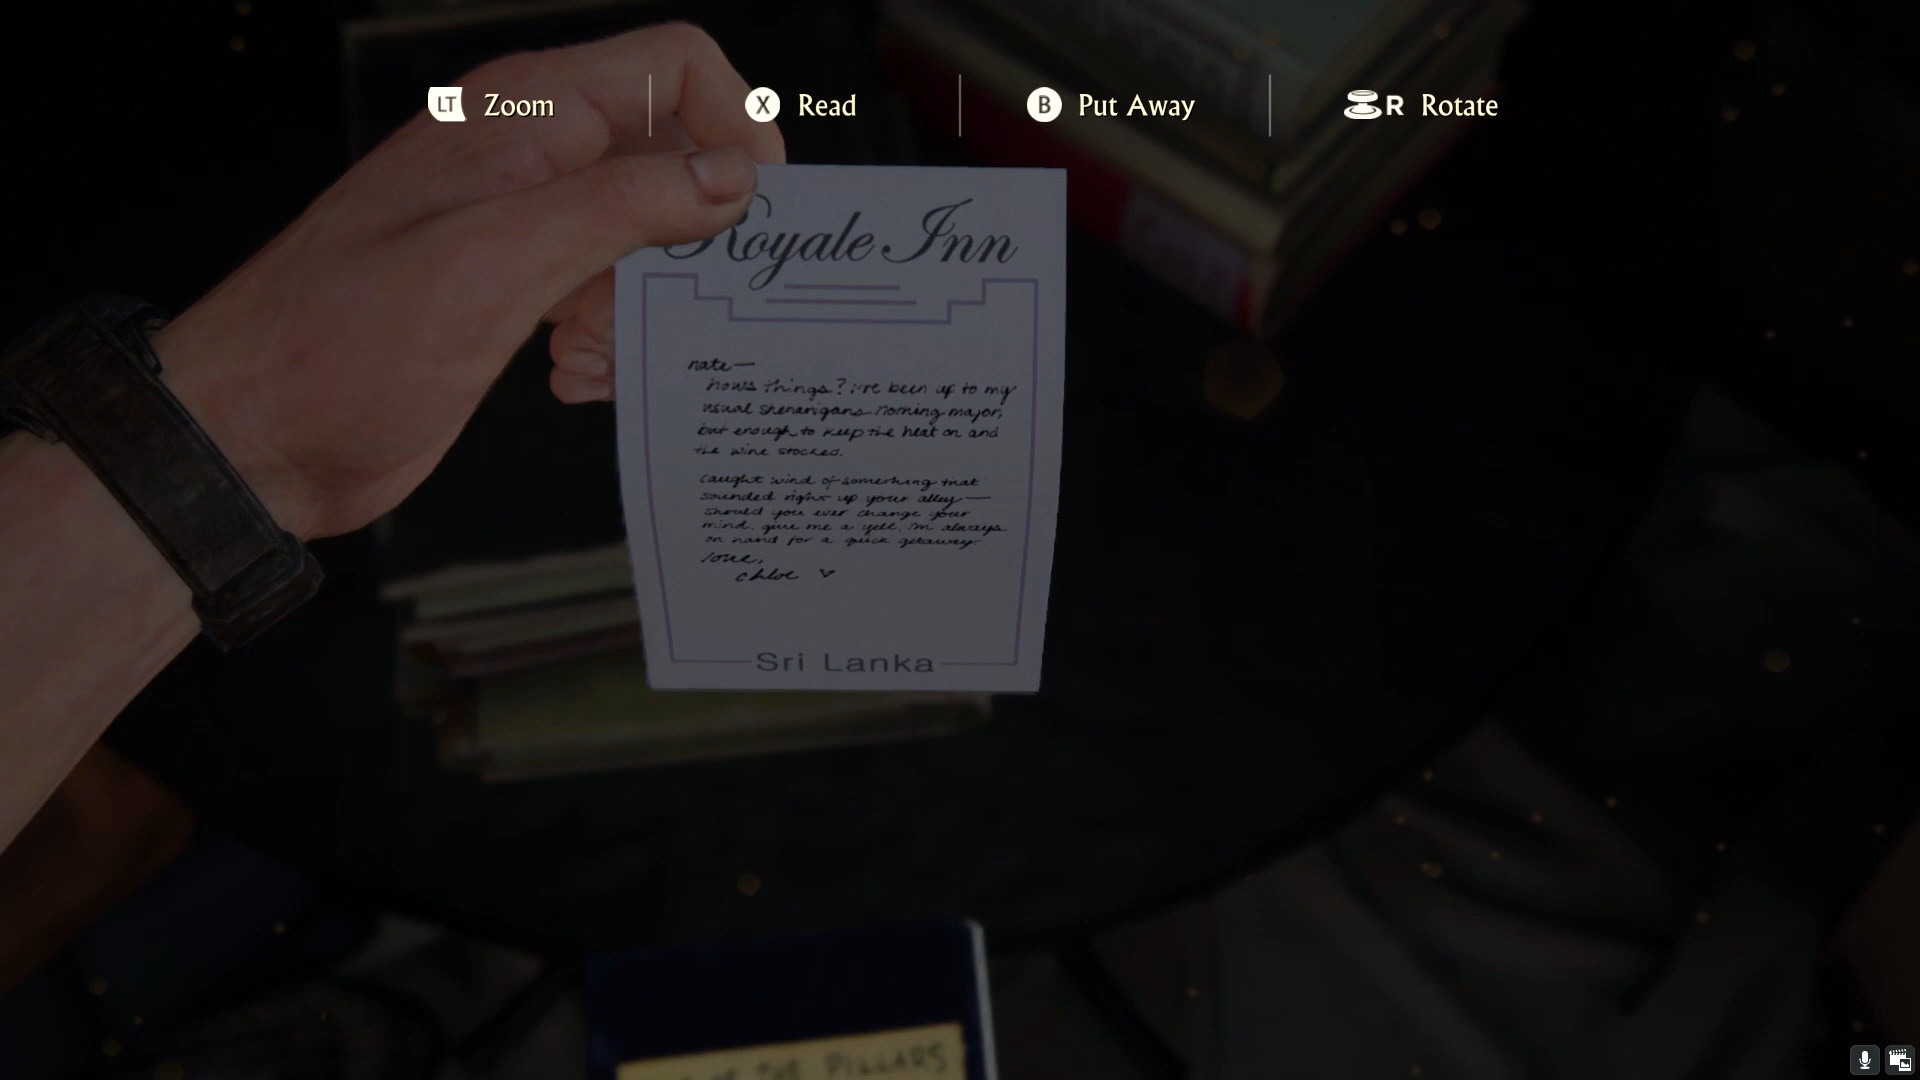 LT Zoom X Read B Put Away R Rotate
Royale Inn
nate—
hows things? i've been up to my
usual shenanigans. Nothing major,
but enough to keep the heat on and
the wine stocked.
caught wind of something that
sounded right up your alley—
should you ever change your
mind, give me a yell. i'm always
on hand for a quick getaway.
love,
chloe
Sri Lanka
THE PILLARS